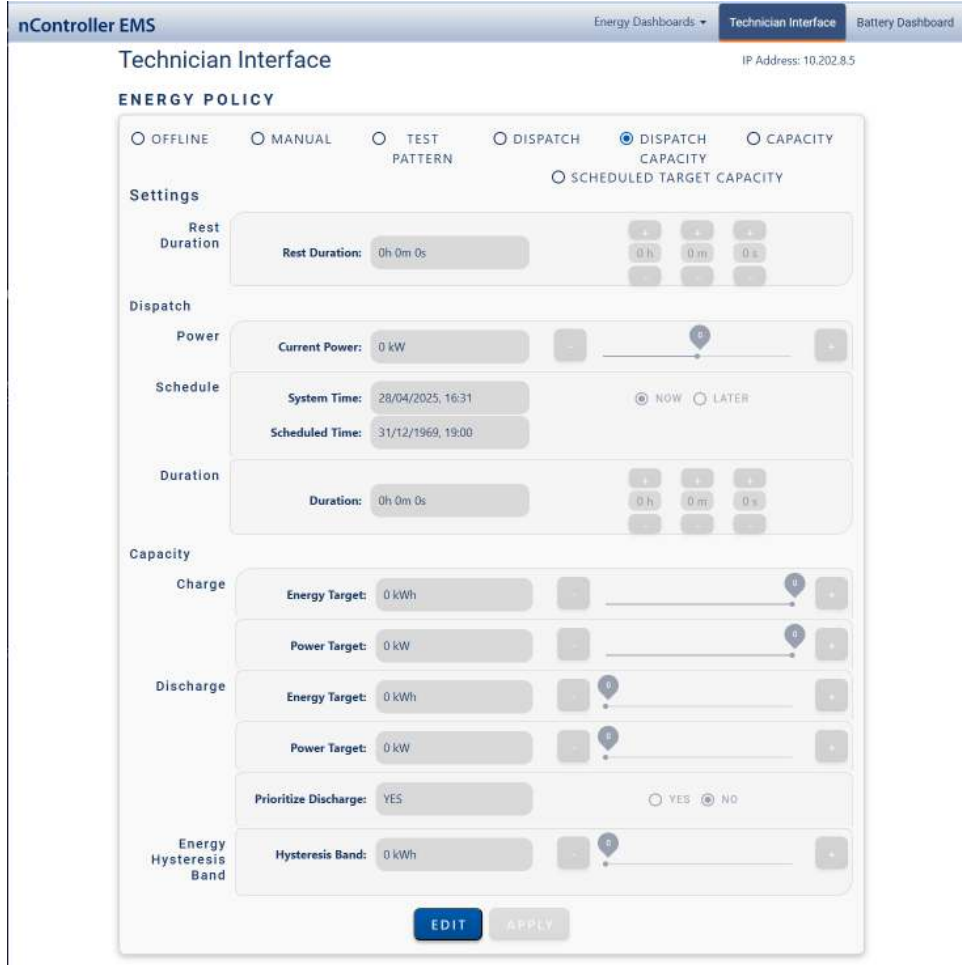 nController EMS
Energy Dashboards
Technician Interface
Battery Dashboard
Technician Interface
IP Address: 10.202.8.5
ENERGY POLICY
OFFLINE
MANUAL
TEST
PATTERN
DISPATCH
DISPATCH
CAPACITY
CAPACITY
SCHEDULED TARGET CAPACITY
Settings
Rest
Duration
Rest Duration: 0h 0m 0s
+ + +
0 h 0 m 0 s
- - -
Dispatch
Power
Current Power: 0 kW
- 0 +
Schedule
System Time: 28/04/2025, 16:31
NOW LATER
Scheduled Time: 31/12/1969, 19:00
Duration
Duration: 0h 0m 0s
+ + +
0 h 0 m 0 s
- - -
Capacity
Charge
Energy Target: 0 kWh
- 0 +
Power Target: 0 kW
- 0 +
Discharge
Energy Target: 0 kWh
- 0 +
Power Target: 0 kW
- 0 +
Prioritize Discharge: YES
YES NO
Energy
Hysteresis
Band
Hysteresis Band: 0 kWh
- 0 +
EDIT
APPLY